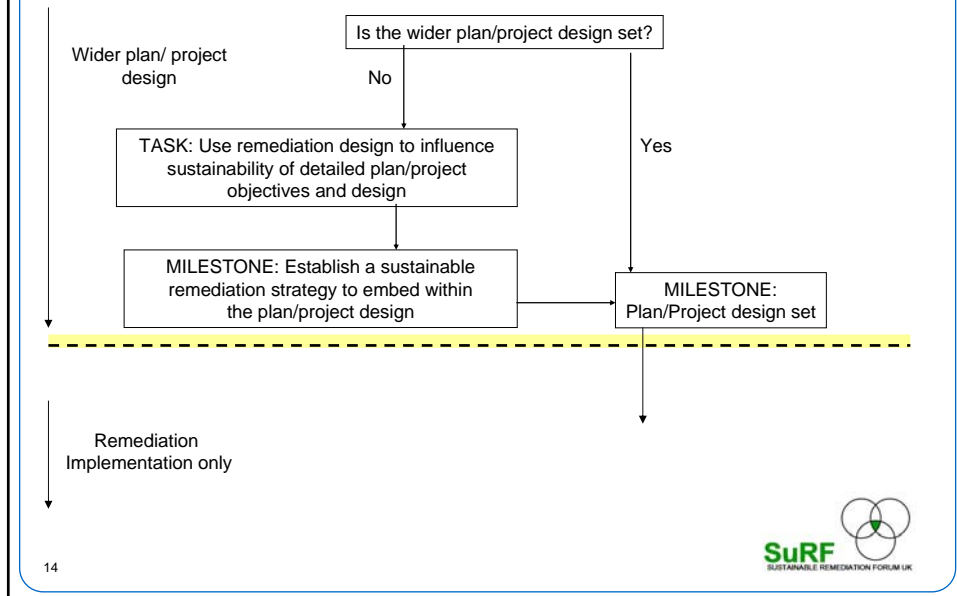 Is the wider plan/project design set?
Wider plan/ project
design
No
TASK: Use remediation design to influence
sustainability of detailed plan/project
objectives and design
Yes
MILESTONE: Establish a sustainable
remediation strategy to embed within
the plan/project design
MILESTONE:
Plan/Project design set
Remediation
Implementation only
SuRF
SUSTAINABLE REMEDIATION FORUM UK
14